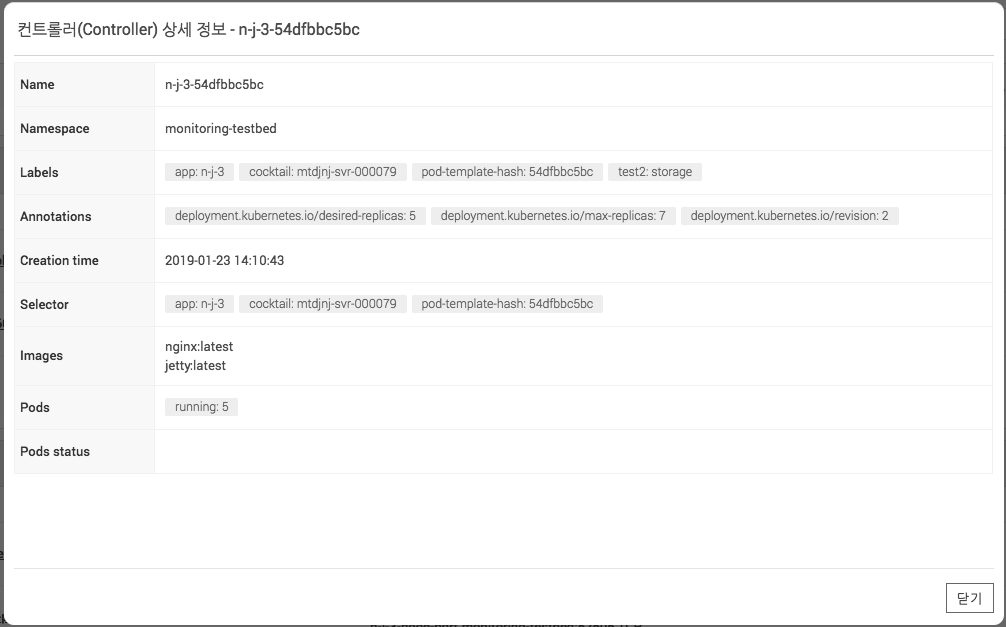 컨트롤러(Controller) 상세 정보 - n-j-3-54dfbbc5bc
Name n-j-3-54dfbbc5bc
Namespace monitoring-testbed
Labels app: n-j-3 cocktail: mtdjnj-svr-000079 pod-template-hash: 54dfbbc5bc test2: storage
Annotations deployment.kubernetes.io/desired-replicas: 5 deployment.kubernetes.io/max-replicas: 7 deployment.kubernetes.io/revision: 2
Creation time 2019-01-23 14:10:43
Selector app: n-j-3 cocktail: mtdjnj-svr-000079 pod-template-hash: 54dfbbc5bc
Images nginx:latest
jetty:latest
Pods running: 5
Pods status
닫기